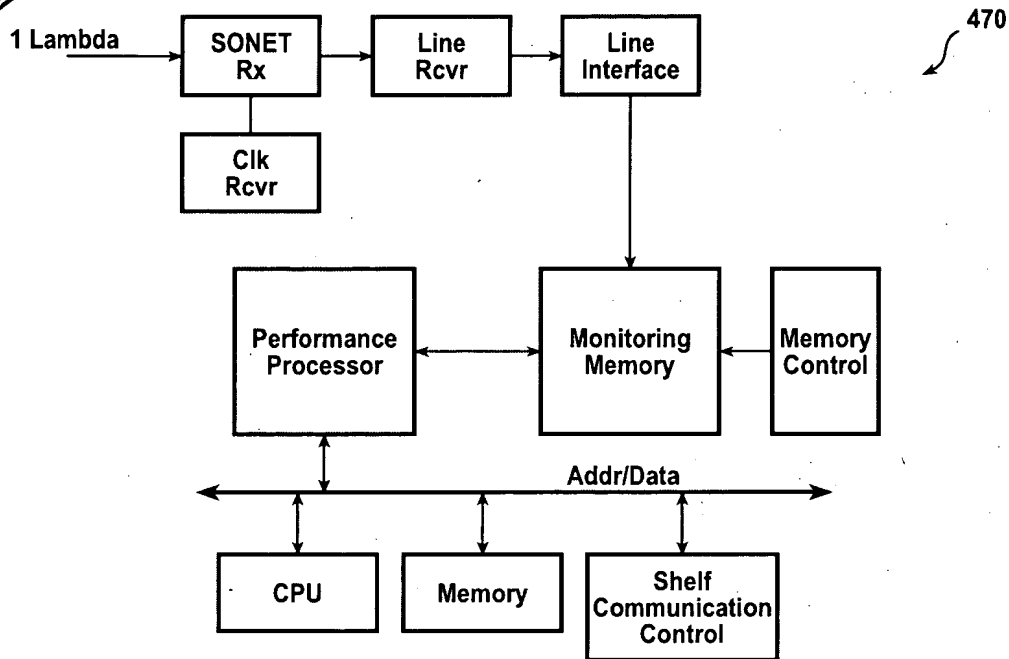 470
1 Lambda
SONET
Rx
Line
Rcvr
Line
Interface
Clk
Rcvr
Performance
Processor
Monitoring
Memory
Memory
Control
Addr/Data
CPU
Memory
Shelf
Communication
Control